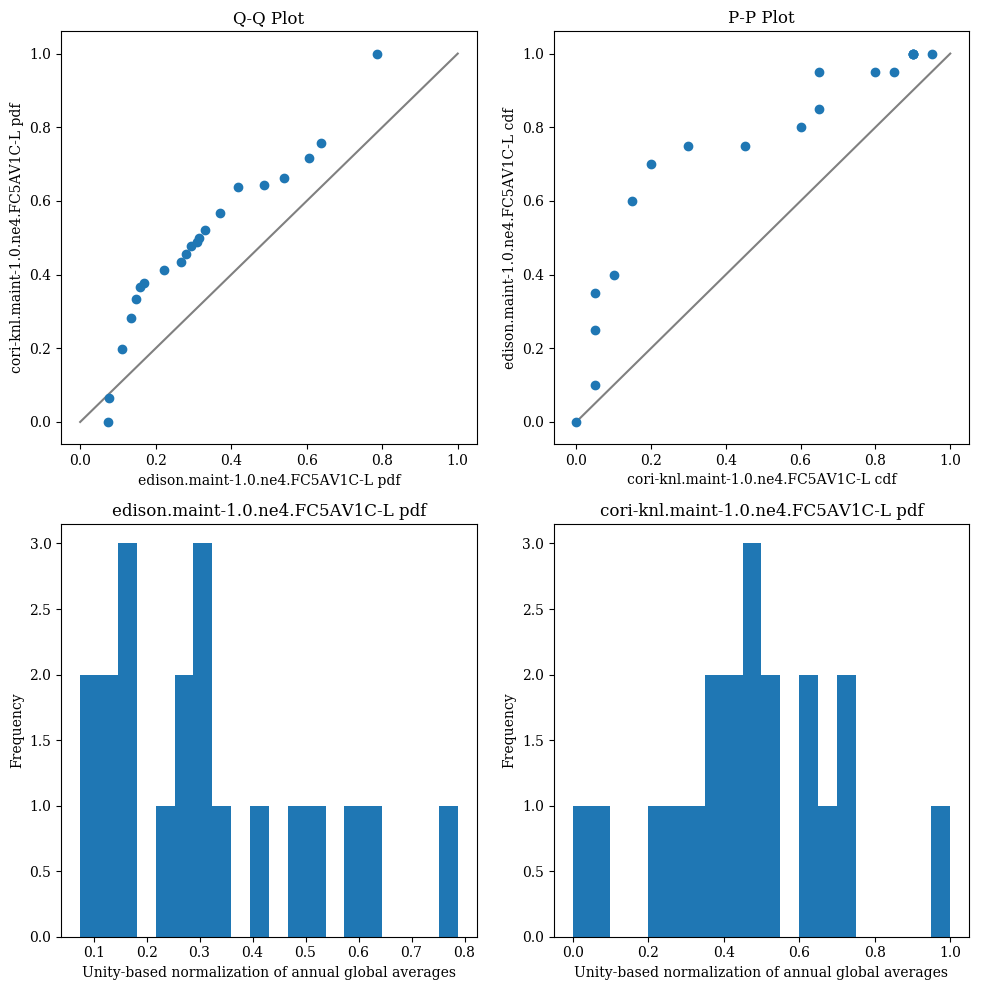 Q-Q Plot
1.0
0.8
0.6
0.4
0.2
0.0
cori-knl.maint-1.0.ne4.FC5AV1C-L pdf
0.0 0.2 0.4 0.6 0.8 1.0
edison.maint-1.0.ne4.FC5AV1C-L pdf
P-P Plot
1.0
0.8
0.6
0.4
0.2
0.0
edison.maint-1.0.ne4.FC5AV1C-L cdf
0.0 0.2 0.4 0.6 0.8 1.0
cori-knl.maint-1.0.ne4.FC5AV1C-L cdf
edison.maint-1.0.ne4.FC5AV1C-L pdf
3.0
2.5
2.0
1.5
1.0
0.5
0.0
Frequency
0.1 0.2 0.3 0.4 0.5 0.6 0.7 0.8
Unity-based normalization of annual global averages
cori-knl.maint-1.0.ne4.FC5AV1C-L pdf
3.0
2.5
2.0
1.5
1.0
0.5
0.0
Frequency
0.0 0.2 0.4 0.6 0.8 1.0
Unity-based normalization of annual global averages